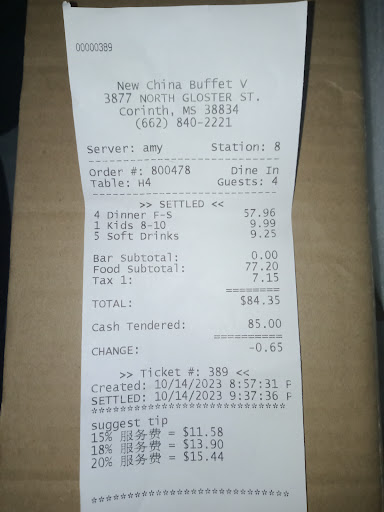 00000389
New China Buffet V
3877 NORTH GLOSTER ST.
Corinth, MS 38834
(662) 840-2221
Server: amy Station: 8
Order #: 800478 Dine In
Table: H4 Guests: 4
>> SETTLED <<
4 Dinner F-S 57.96
1 Kids 8-10 9.99
5 Soft Drinks 9.25
Bar Subtotal: 0.00
Food Subtotal: 77.20
Tax 1: 7.15
========
TOTAL: $84.35
Cash Tendered: 85.00
==========
CHANGE: -0.65
>> Ticket #: 389 <<
Created: 10/14/2023 8:57:31 F
SETTLED: 10/14/2023 9:37:36 F
*****************************
suggest tip
15% 服务费 = $11.58
18% 服务费 = $13.90
20% 服务费 = $15.44
*****************************